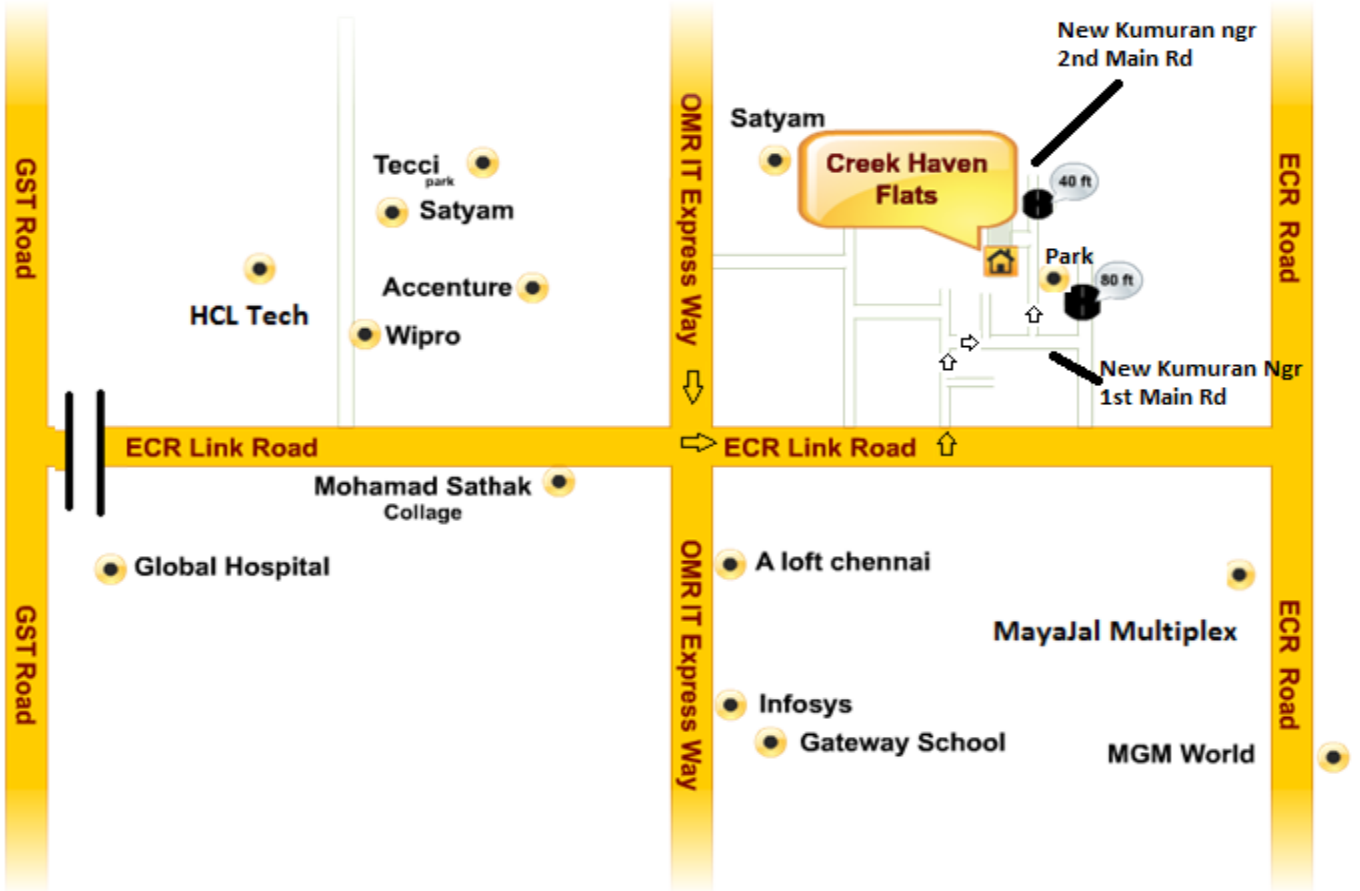 New Kumuran ngr
2nd Main Rd
OMR IT Express Way
Satyam
Creek Haven
Flats
40 ft
GST Road
ECR Road
Tecci
park
Satyam
HCL Tech
Accenture
Wipro
Park
80 ft
New Kumuran Ngr
1st Main Rd
ECR Link Road
ECR Link Road
Mohamad Sathak
Collage
Global Hospital
A loft chennai
GST Road
OMR IT Express Way
ECR Road
MayaJal Multiplex
Infosys
Gateway School
MGM World